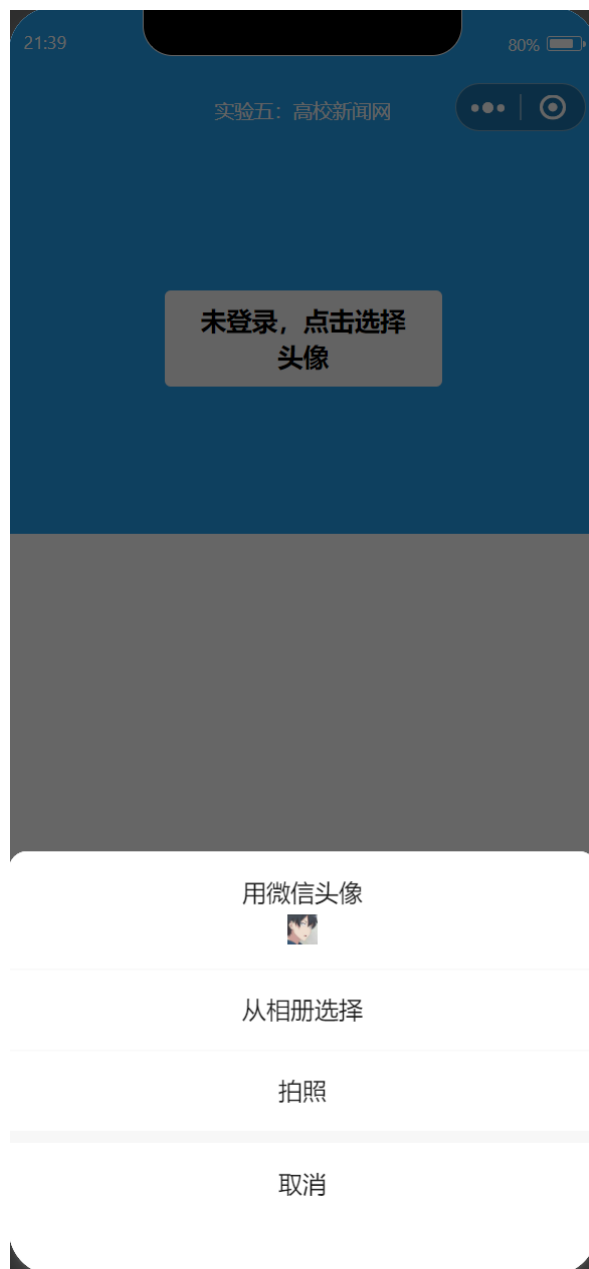 21:39
80%
实验五：高校新闻网
未登录，点击选择
头像
用微信头像
从相册选择
拍照
取消